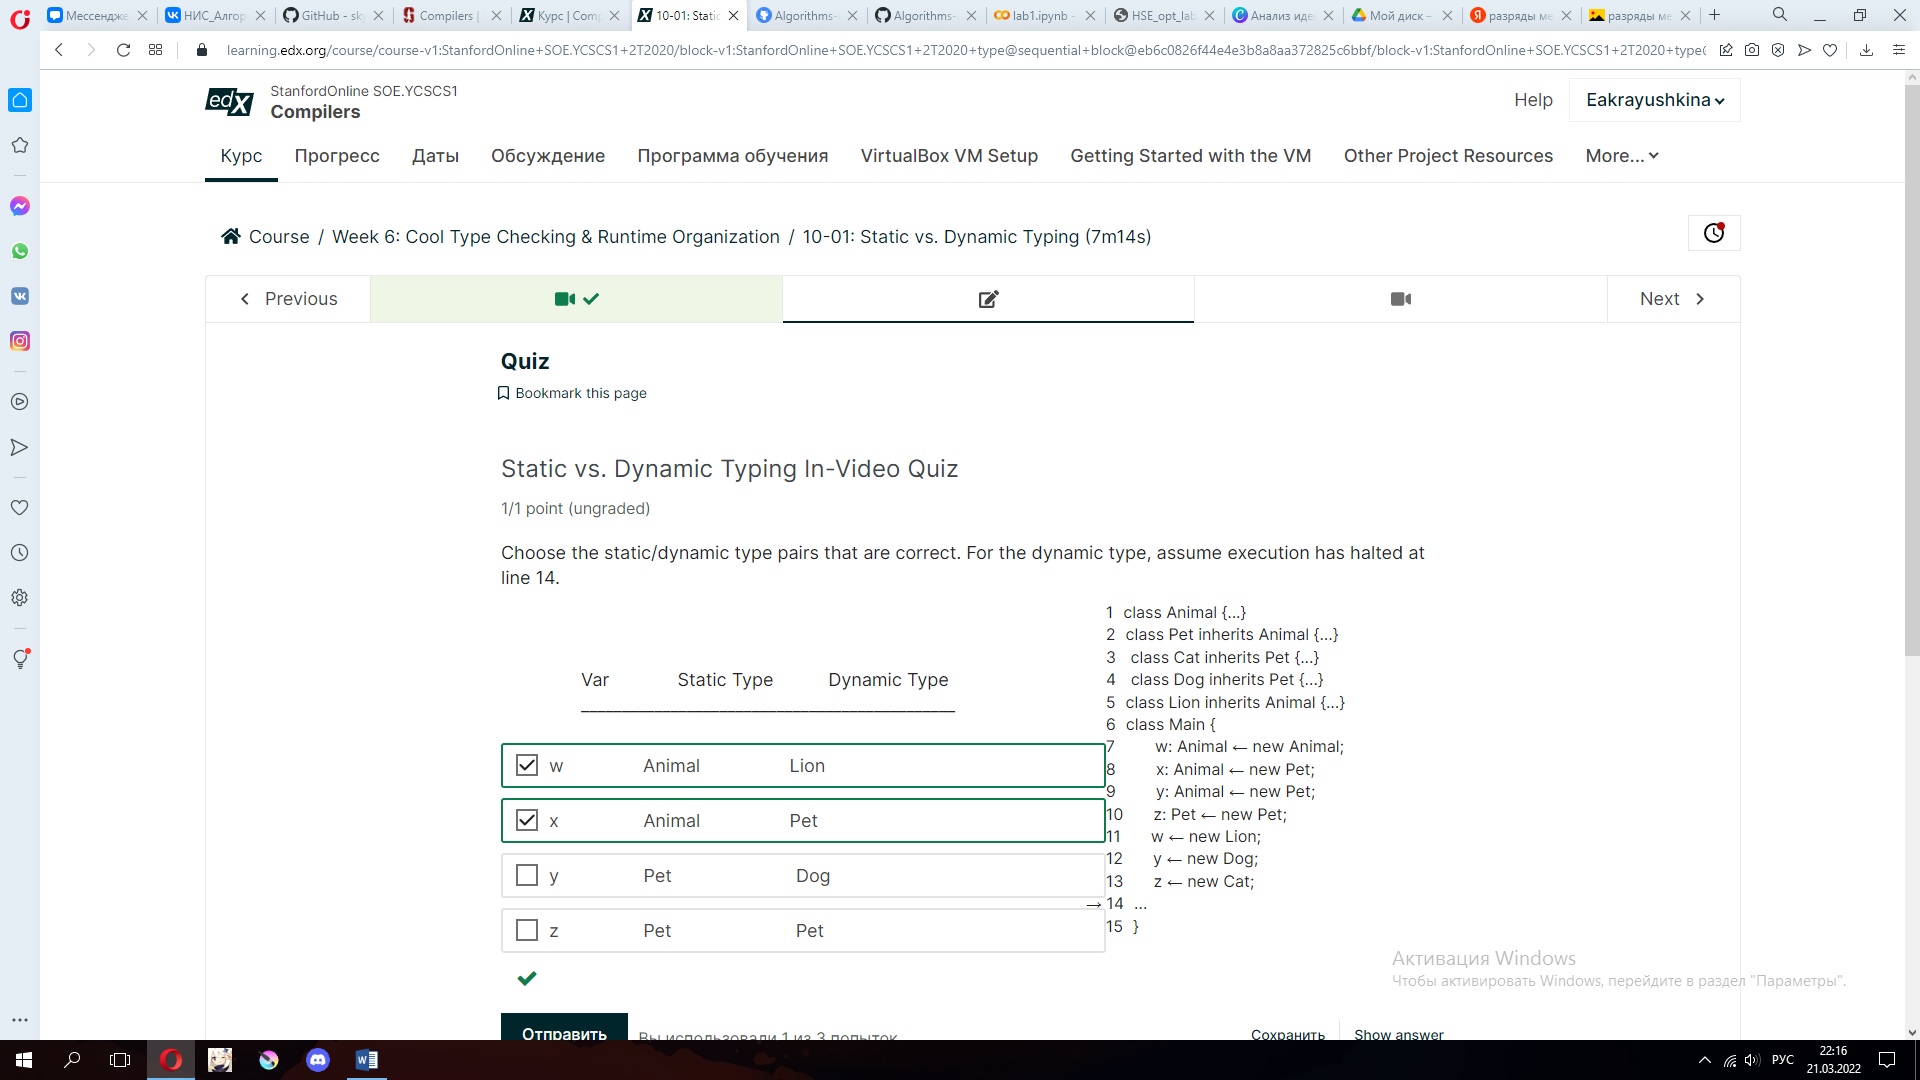 Мессендже
НИС_Алгор
GitHub - sky
Compilers |
Курс | Comp
10-01: Static
Algorithms-
Algorithms-
lab1.ipynb -
HSE_opt_lab
Анализ иде
Мой диск –
разряды ме
разряды ме
learning.edx.org/course/course-v1:StanfordOnline+SOE.YCSCS1+2T2020/block-v1:StanfordOnline+SOE.YCSCS1+2T2020+type@sequential+block@eb6c0826f44e4e3b8a8aa372825c6bbf/block-v1:StanfordOnline+SOE.YCSCS1+2T2020+type@
edX
StanfordOnline SOE.YCSCS1
Compilers
Help
Eakrayushkina
Курс
Прогресс
Даты
Обсуждение
Программа обучения
VirtualBox VM Setup
Getting Started with the VM
Other Project Resources
More...
Course / Week 6: Cool Type Checking & Runtime Organization / 10-01: Static vs. Dynamic Typing (7m14s)
Previous
Next
Quiz
Bookmark this page
Static vs. Dynamic Typing In-Video Quiz
1/1 point (ungraded)
Choose the static/dynamic type pairs that are correct. For the dynamic type, assume execution has halted at
line 14.
Var Static Type Dynamic Type
w Animal Lion
x Animal Pet
y Pet Dog
z Pet Pet
1 class Animal {...}
2 class Pet inherits Animal {...}
3 class Cat inherits Pet {...}
4 class Dog inherits Pet {...}
5 class Lion inherits Animal {...}
6 class Main {
7 w: Animal ← new Animal;
8 x: Animal ← new Pet;
9 y: Animal ← new Pet;
10 z: Pet ← new Pet;
11 w ← new Lion;
12 y ← new Dog;
13 z ← new Cat;
→ 14 ...
15 }
Активация Windows
Чтобы активировать Windows, перейдите в раздел "Параметры".
Отправить
Вы использовали 1 из 3 попыток
Сохранить
Show answer
РУС
22:16
21.03.2022